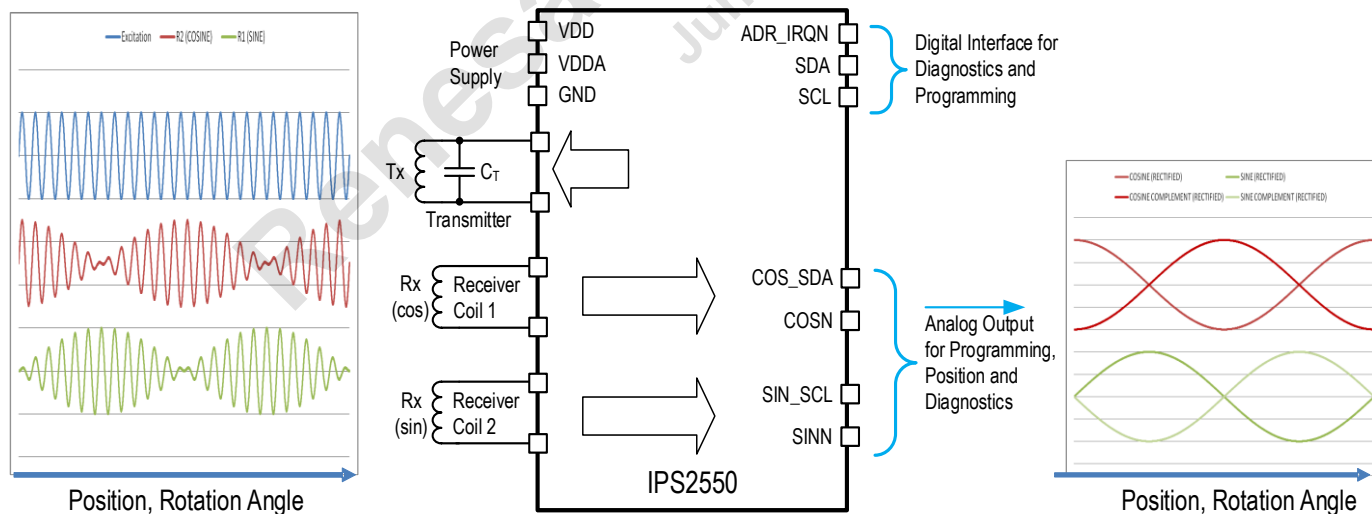 Excitation R2 (COSINE) R1 (SINE)
Position, Rotation Angle
Power
Supply
VDD
VDDA
GND
Tx
CT
Transmitter
Rx
(cos)
Receiver
Coil 1
Rx
(sin)
Receiver
Coil 2
IPS2550
ADR_IRQN
SDA
SCL
Digital Interface for
Diagnostics and
Programming
COS_SDA
COSN
SIN_SCL
SINN
Analog Output
for Programming,
Position and
Diagnostics
COSINE (RECTIFIED) SINE (RECTIFIED)
COSINE COMPLEMENT (RECTIFIED) SINE COMPLEMENT (RECTIFIED)
Position, Rotation Angle